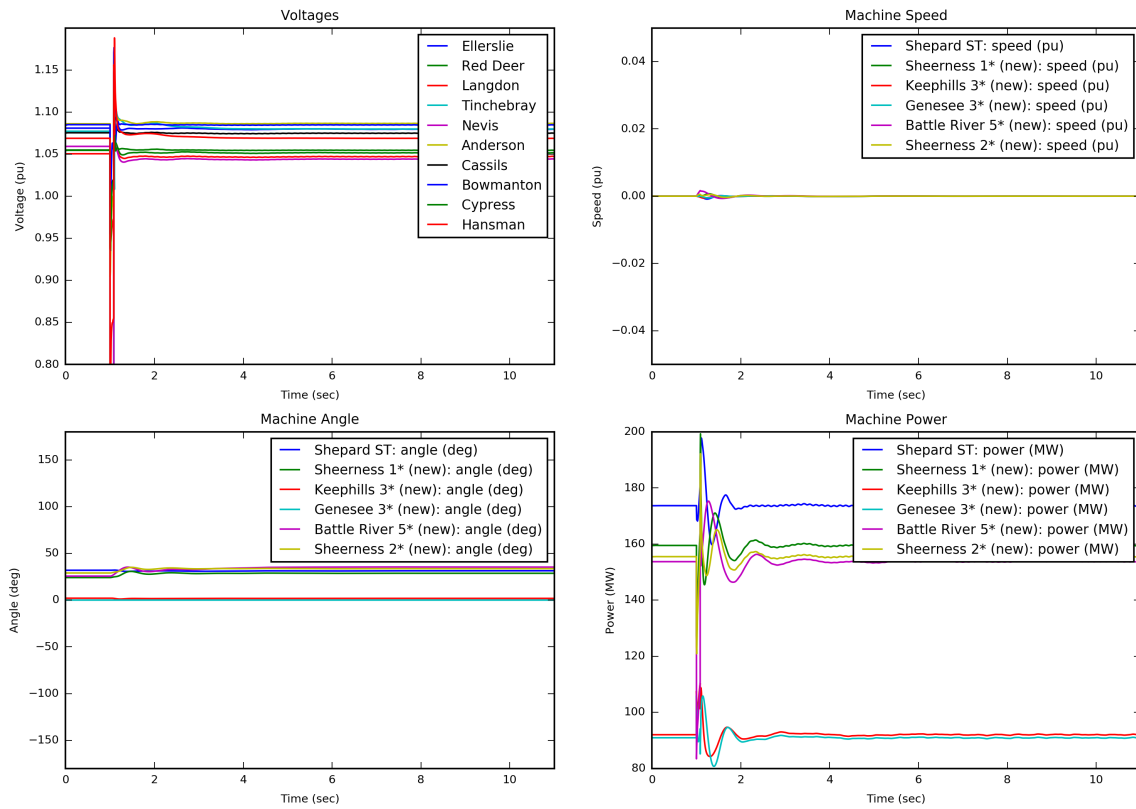 Voltages
1.15
1.10
1.05
1.00
0.95
0.90
0.85
0.80
Voltage (pu)
0 2 4 6 8 10
Time (sec)
Ellerslie
Red Deer
Langdon
Tinchebray
Nevis
Anderson
Cassils
Bowmanton
Cypress
Hansman
Machine Speed
0.04
0.02
0.00
−0.02
−0.04
Speed (pu)
0 2 4 6 8 10
Time (sec)
Shepard ST: speed (pu)
Sheerness 1* (new): speed (pu)
Keephills 3* (new): speed (pu)
Genesee 3* (new): speed (pu)
Battle River 5* (new): speed (pu)
Sheerness 2* (new): speed (pu)
Machine Angle
150
100
50
0
−50
−100
−150
Angle (deg)
0 2 4 6 8 10
Time (sec)
Shepard ST: angle (deg)
Sheerness 1* (new): angle (deg)
Keephills 3* (new): angle (deg)
Genesee 3* (new): angle (deg)
Battle River 5* (new): angle (deg)
Sheerness 2* (new): angle (deg)
Machine Power
200
180
160
140
120
100
80
Power (MW)
0 2 4 6 8 10
Time (sec)
Shepard ST: power (MW)
Sheerness 1* (new): power (MW)
Keephills 3* (new): power (MW)
Genesee 3* (new): power (MW)
Battle River 5* (new): power (MW)
Sheerness 2* (new): power (MW)